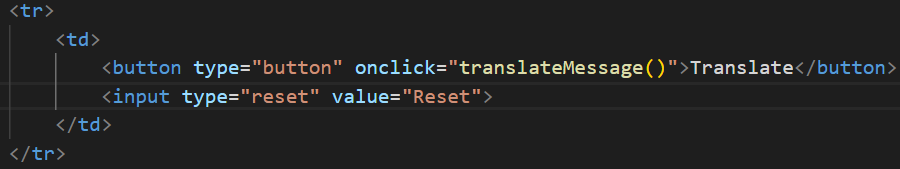 <tr>
<td>
<button type="button" onclick="translateMessage()">Translate</button>
<input type="reset" value="Reset">
</td>
</tr>